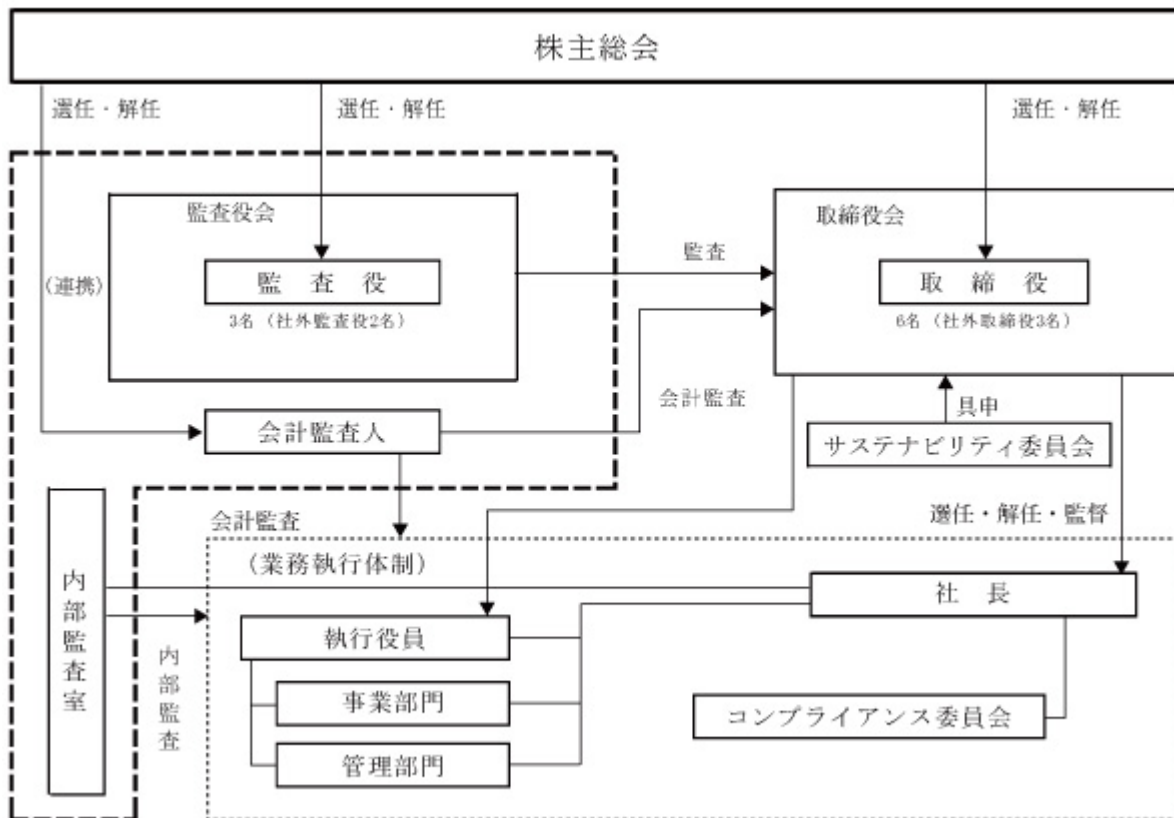 株主総会
選任・解任
選任・解任
選任・解任
監査役会
取締役会
監査
(連携)
監査役
取締役
3名（社外監査役2名）
6名（社外取締役3名）
会計監査
具申
会計監査人
サステナビリティ委員会
会計監査
選任・解任・監督
(業務執行体制)
内部監査室
社長
執行役員
内部監査
事業部門
コンプライアンス委員会
管理部門